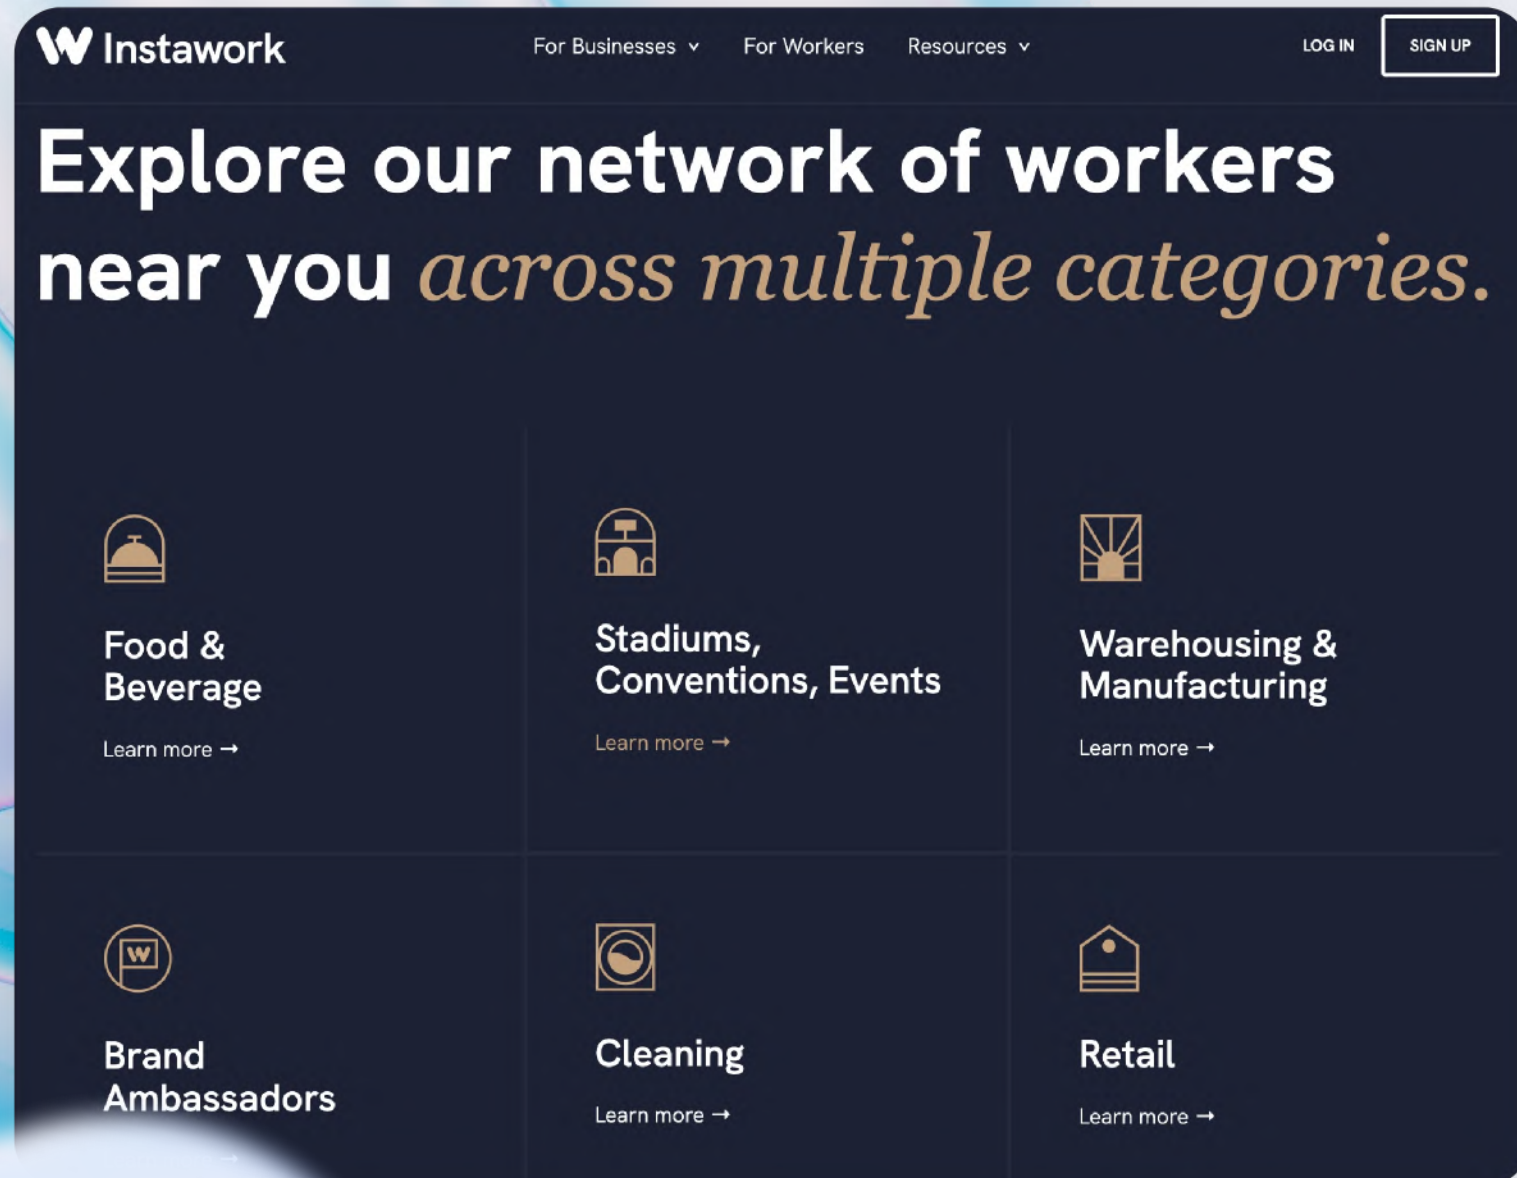 Instawork
For Businesses
For Workers
Resources
LOG IN
SIGN UP
Explore our network of workers
near you across multiple categories.
Food &
Beverage
Learn more →
Stadiums,
Conventions, Events
Learn more →
Warehousing &
Manufacturing
Learn more →
Brand
Ambassadors
Cleaning
Learn more →
Retail
Learn more →